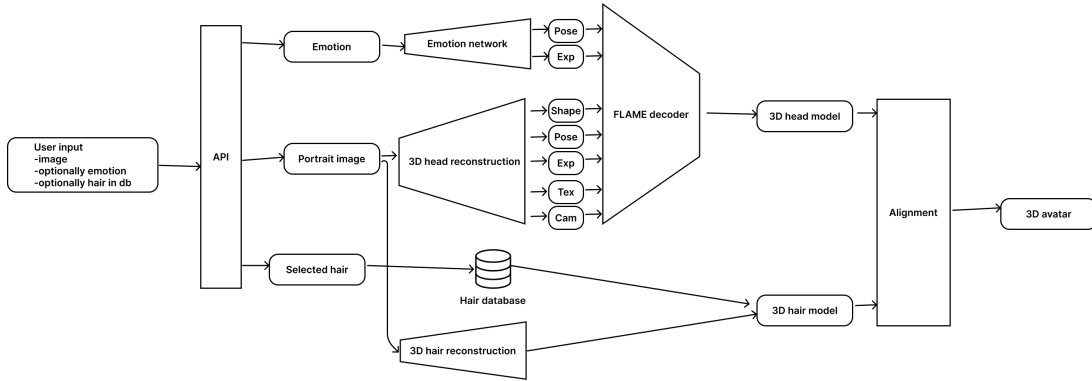 User input
-image
-optionally emotion
-optionally hair in db
API
Emotion
Emotion network
Pose
Exp
Portrait image
3D head reconstruction
Shape
Pose
Exp
Tex
Cam
FLAME decoder
Selected hair
Hair database
3D hair reconstruction
3D head model
3D hair model
Alignment
3D avatar